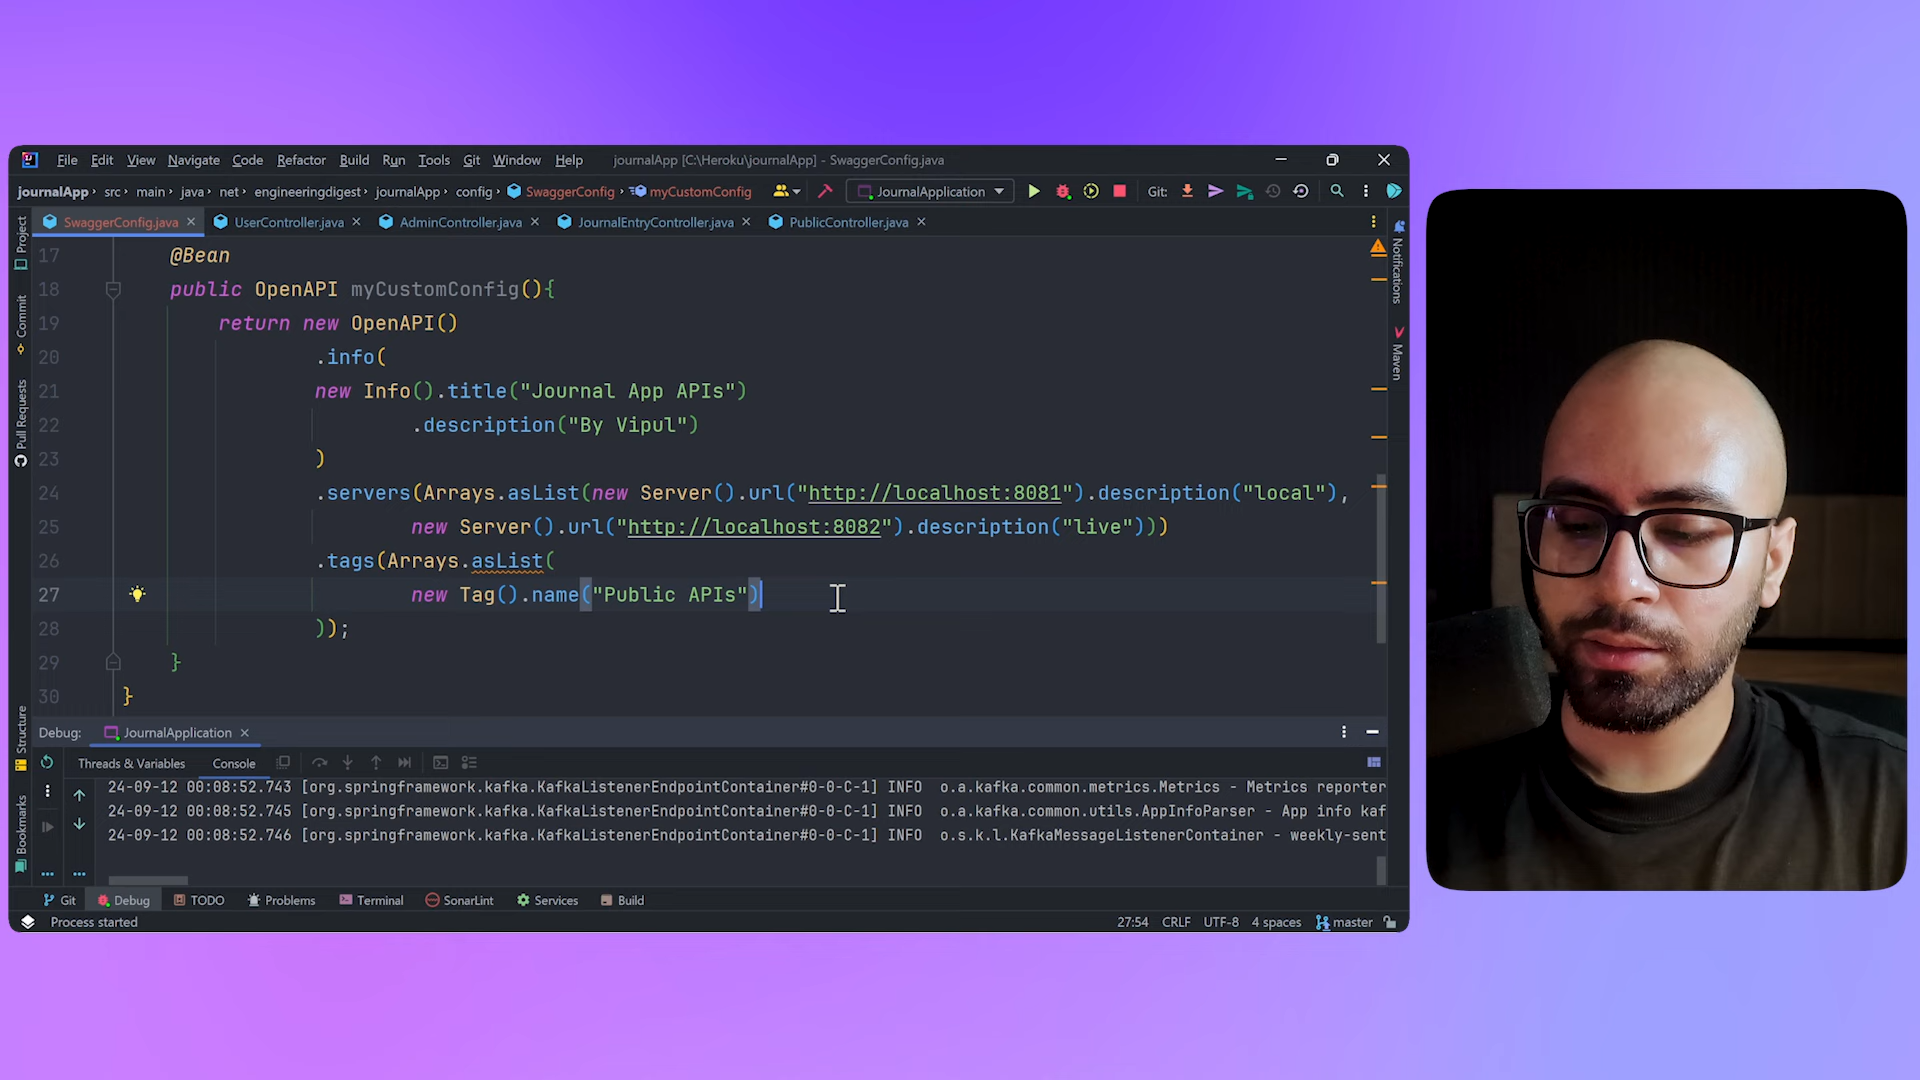 File Edit View Navigate Code Refactor Build Run Tools Git Window Help journalApp [C:\Heroku\journalApp] - SwaggerConfig.java
journalApp src main java net engineeringdigest journalApp config SwaggerConfig myCustomConfig JournalApplication Git:
SwaggerConfig.java UserController.java AdminController.java JournalEntryController.java PublicController.java
Project
Commit
Pull Requests
Structure
Bookmarks
17 @Bean
18 public OpenAPI myCustomConfig(){
19 return new OpenAPI()
20 .info(
21 new Info().title("Journal App APIs")
22 .description("By Vipul")
23 )
24 .servers(Arrays.asList(new Server().url("http://localhost:8081").description("local"),
25 new Server().url("http://localhost:8082").description("live")))
26 .tags(Arrays.asList(
27 new Tag().name("Public APIs")
28 ));
29 }
30 }
Notifications
Maven
Debug: JournalApplication
Threads & Variables Console
24-09-12 00:08:52.743 [org.springframework.kafka.KafkaListenerEndpointContainer#0-0-C-1] INFO o.a.kafka.common.metrics.Metrics - Metrics reporter
24-09-12 00:08:52.745 [org.springframework.kafka.KafkaListenerEndpointContainer#0-0-C-1] INFO o.a.kafka.common.utils.AppInfoParser - App info kaf
24-09-12 00:08:52.746 [org.springframework.kafka.KafkaListenerEndpointContainer#0-0-C-1] INFO o.s.k.l.KafkaMessageListenerContainer - weekly-sent
Git Debug TODO Problems Terminal SonarLint Services Build
Process started 27:54 CRLF UTF-8 4 spaces master